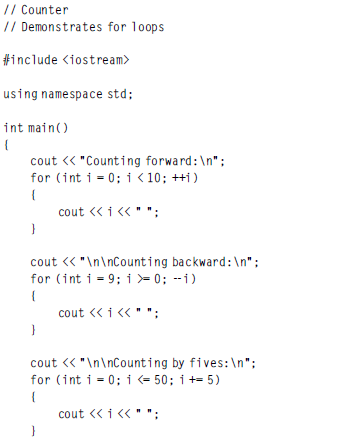 // Counter
// Demonstrates for loops
#include <iostream>
using namespace std;
int main()
{
cout << "Counting forward:\n";
for (int i = 0; i < 10; ++i)
{
cout << i << " ";
}
cout << "\n\nCounting backward:\n";
for (int i = 9; i >= 0; --i)
{
cout << i << " ";
}
cout << "\n\nCounting by fives:\n";
for (int i = 0; i <= 50; i += 5)
{
cout << i << " ";
}